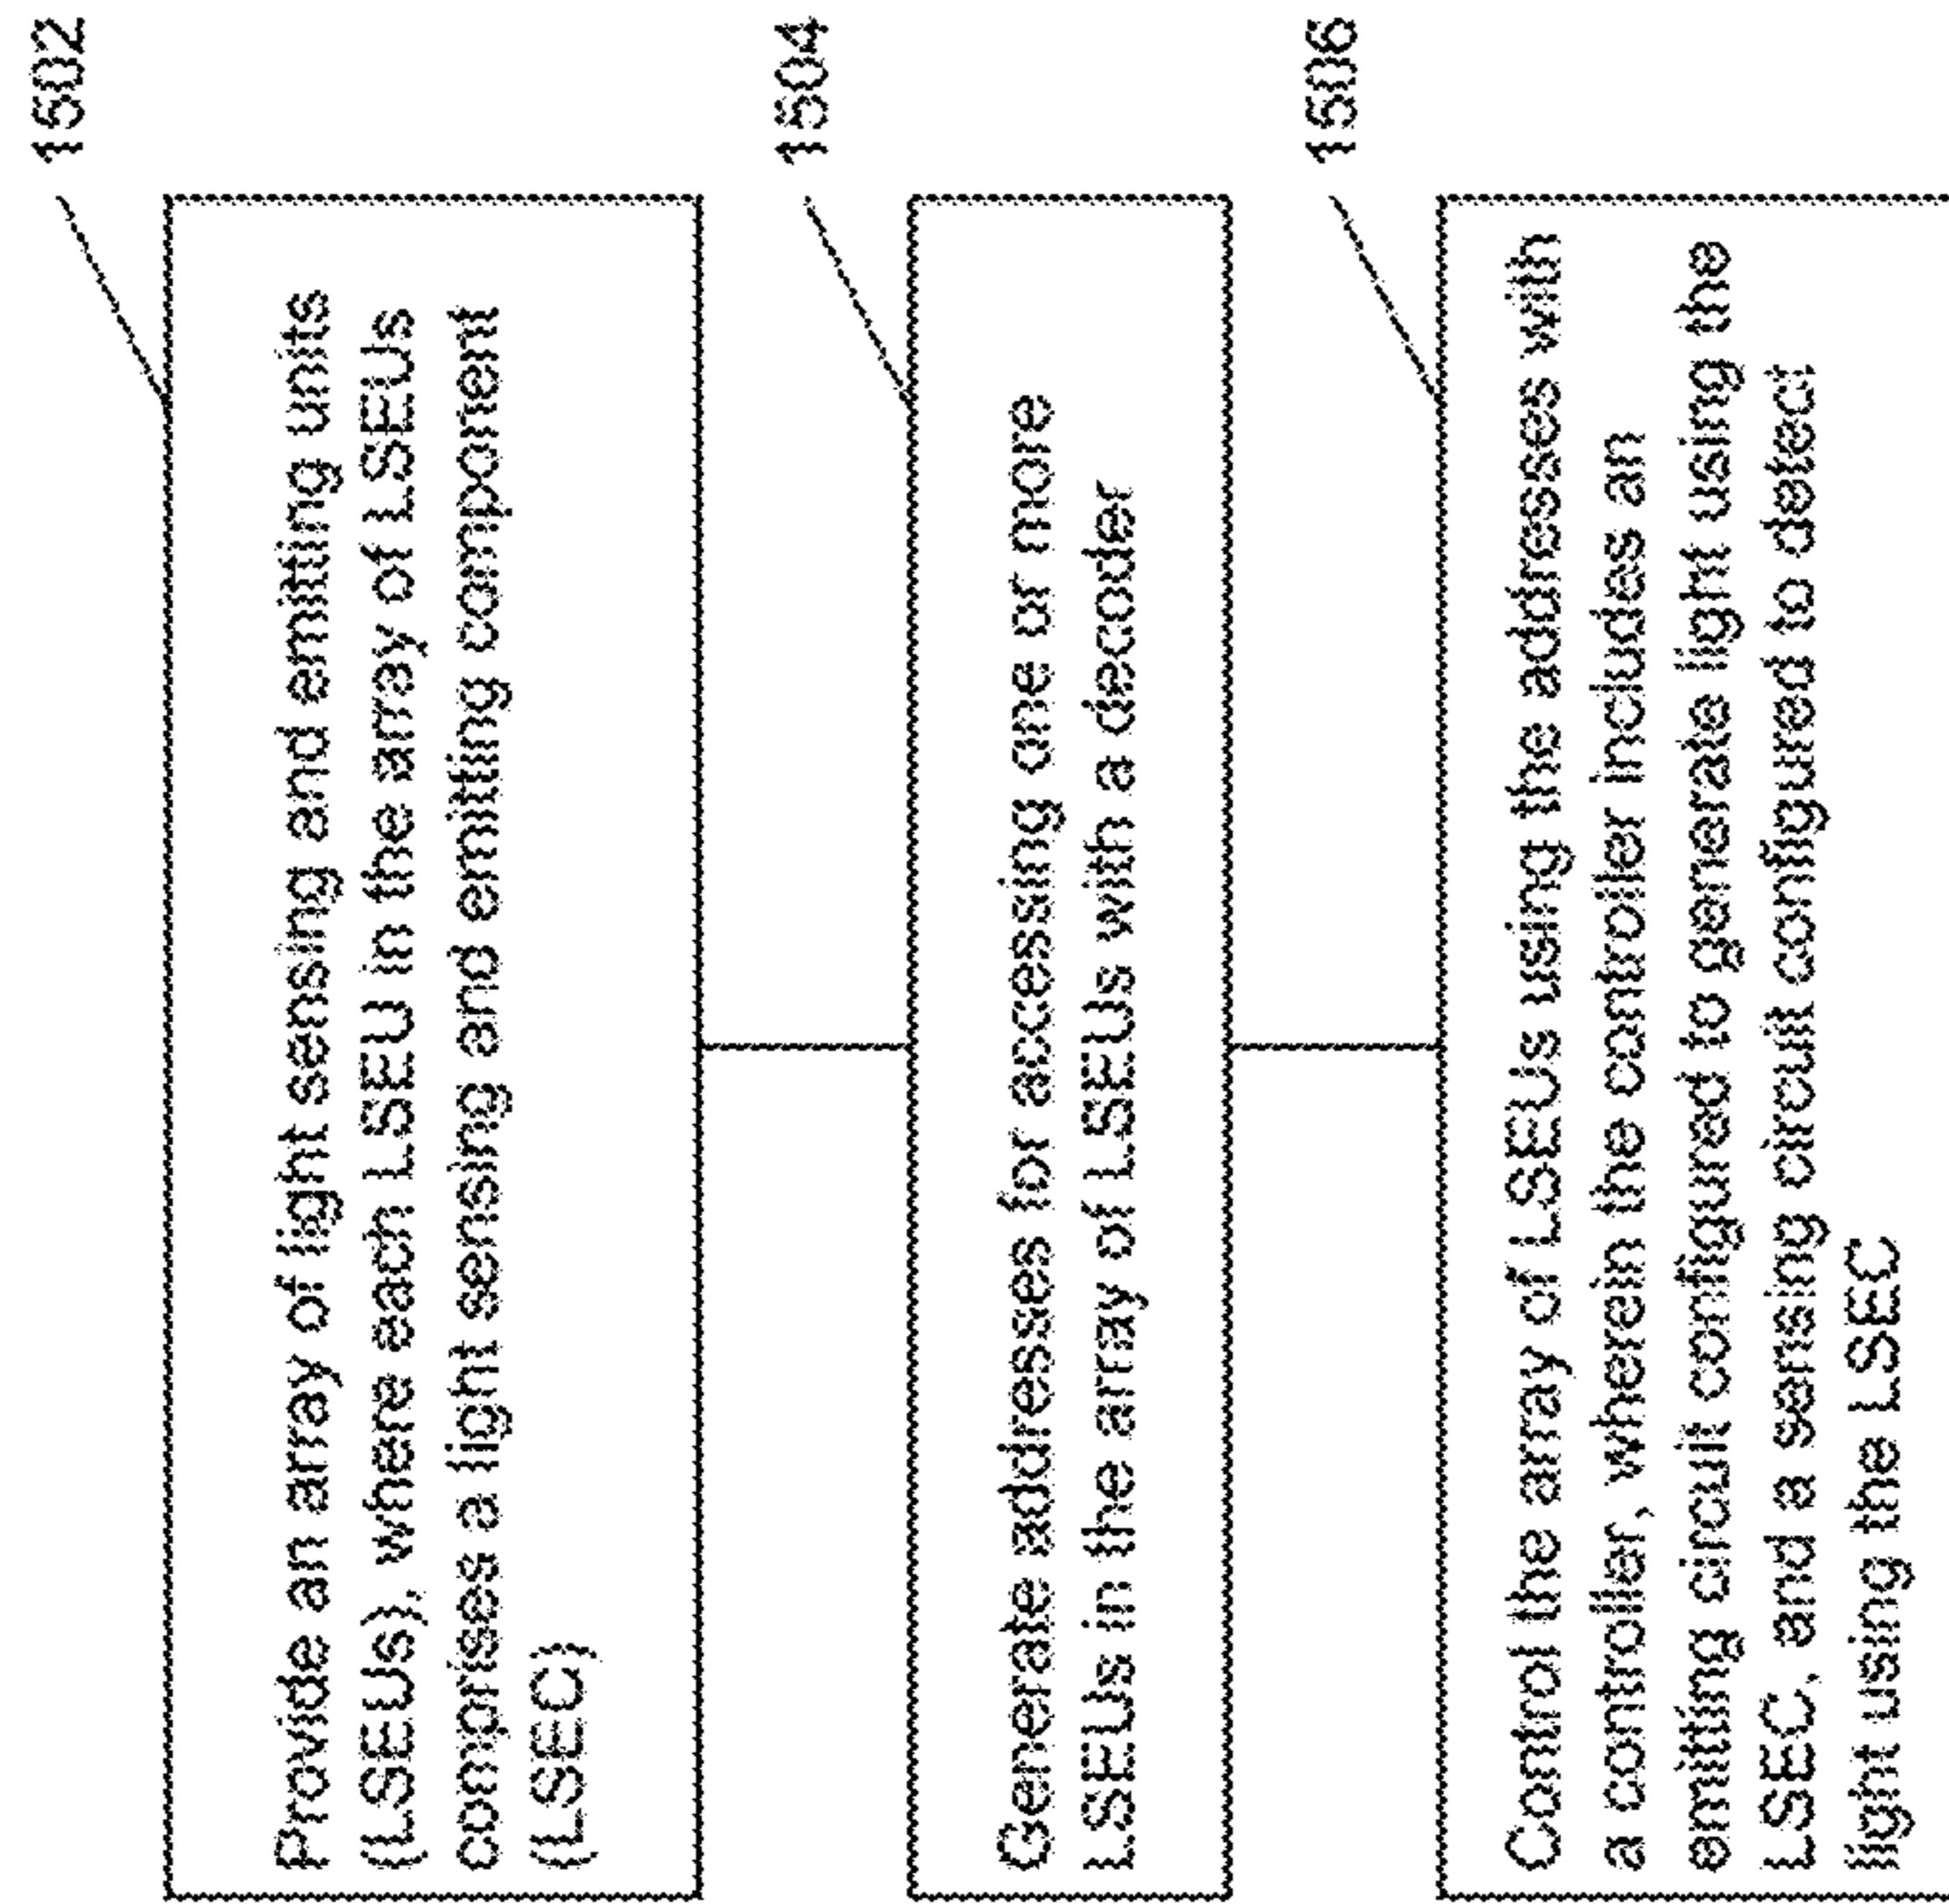 1502
Provide an array of light sensing and emitting units
(LSEUs), where each LSEU in the array of LSEUs
comprises a light sensing and emitting component
(LSEC)
1504
Generate addresses for accessing one or more
LSEUs in the array of LSEUs with a decoder
1506
Control the array of LSEUs using the addresses with
a controller, wherein the controller includes an
emitting circuit configured to generate light using the
LSEC, and a sensing circuit configured to detect
light using the LSEC